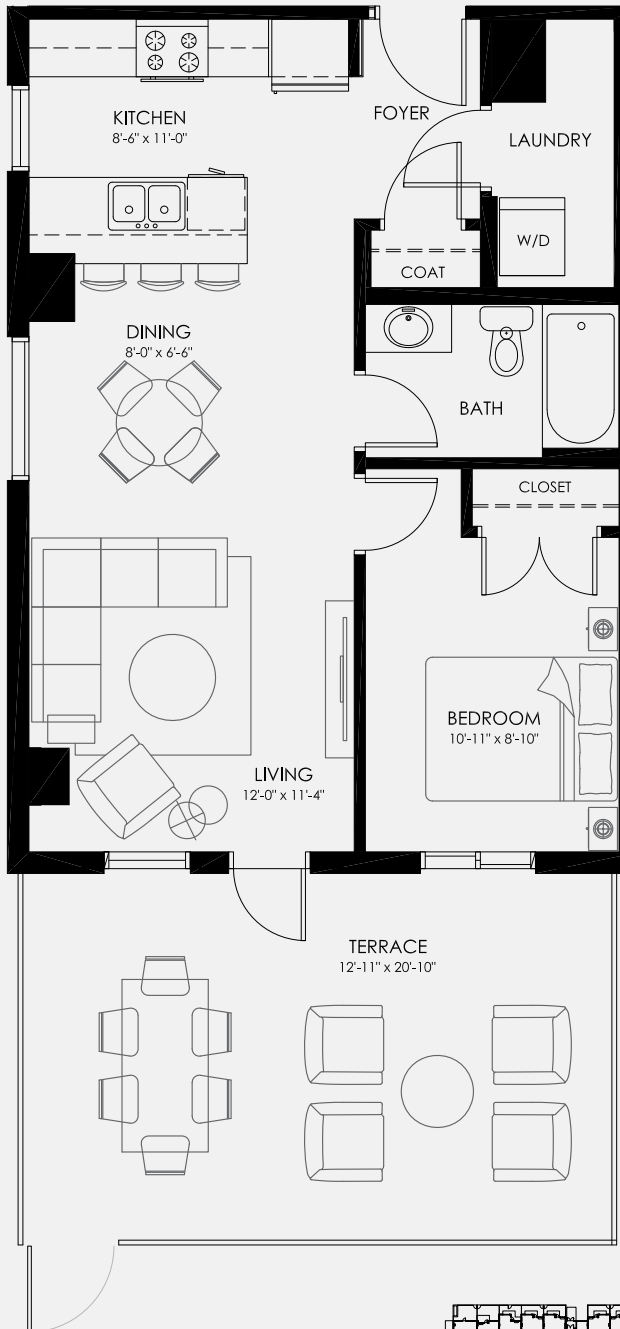 KITCHEN
8'-6" x 11'-0"
FOYER
LAUNDRY
W/D
COAT
DINING
8'-0" x 6'-6"
BATH
CLOSET
BEDROOM
10'-11" x 8'-10"
LIVING
12'-0" x 11'-4"
TERRACE
12'-11" x 20'-10"